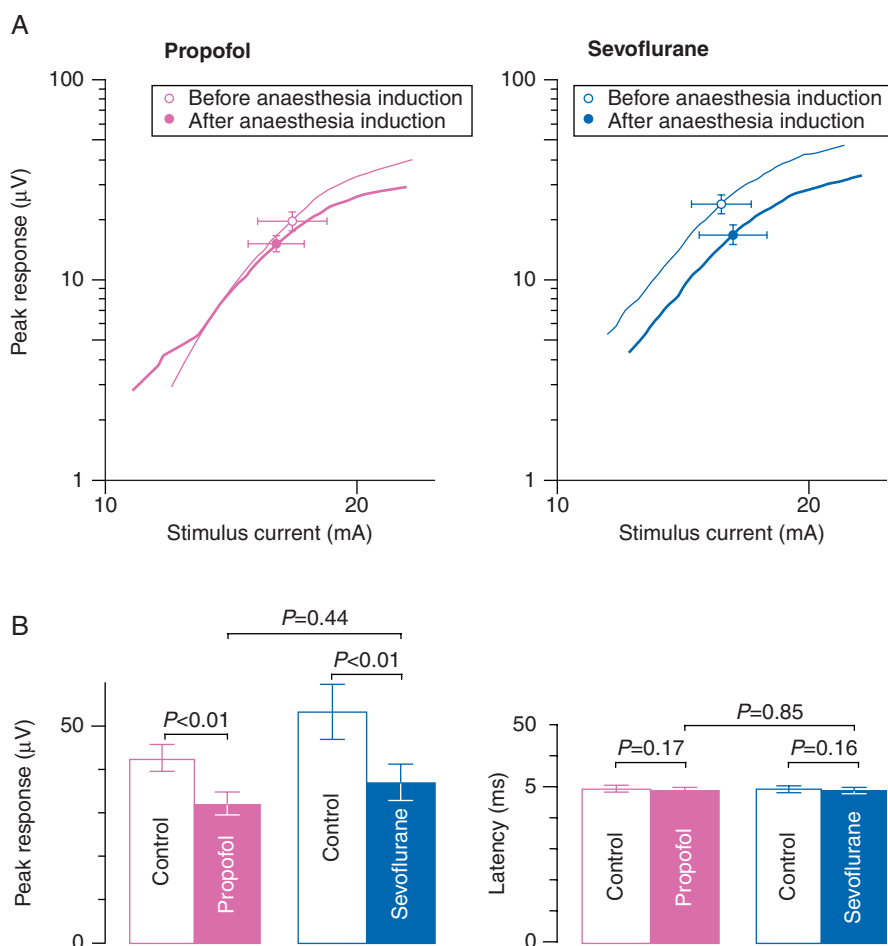 A
Propofol
Sevoflurane
100
Before anaesthesia induction
After anaesthesia induction
10
1
Peak response (μV)
10
20
Stimulus current (mA)
100
Before anaesthesia induction
After anaesthesia induction
10
1
10
20
Stimulus current (mA)
B
P=0.44
P<0.01
P<0.01
50
0
Peak response (μV)
Control
Propofol
Control
Sevoflurane
P=0.85
P=0.17
P=0.16
50
5
0
Latency (ms)
Control
Propofol
Control
Sevoflurane